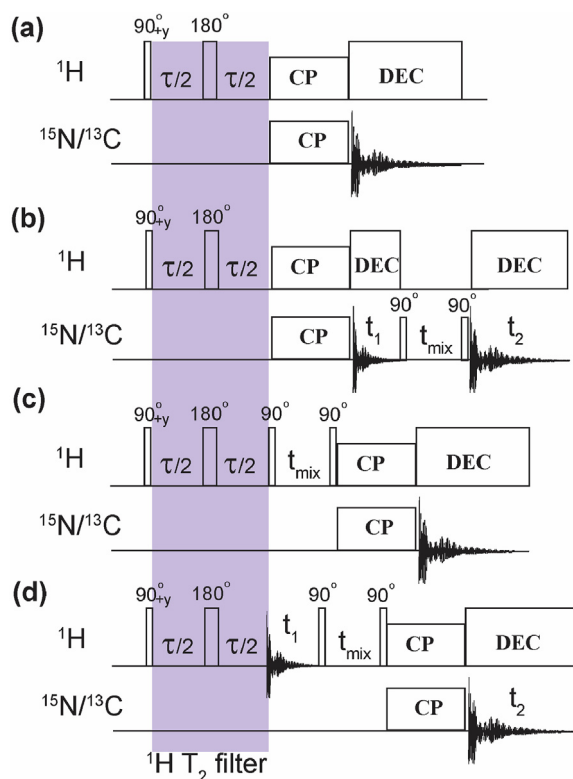 (a)
90°+y 180°
¹H τ/2 τ/2 CP DEC
¹⁵N/¹³C CP
(b)
90°+y 180°
¹H τ/2 τ/2 CP DEC DEC
90° 90°
¹⁵N/¹³C CP t₁ tmix t₂
(c)
90°+y 180° 90° 90°
¹H τ/2 τ/2 tmix CP DEC
¹⁵N/¹³C CP
(d)
90°+y 180° 90° 90°
¹H τ/2 τ/2 t₁ tmix CP DEC
¹⁵N/¹³C CP t₂
¹H T₂ filter